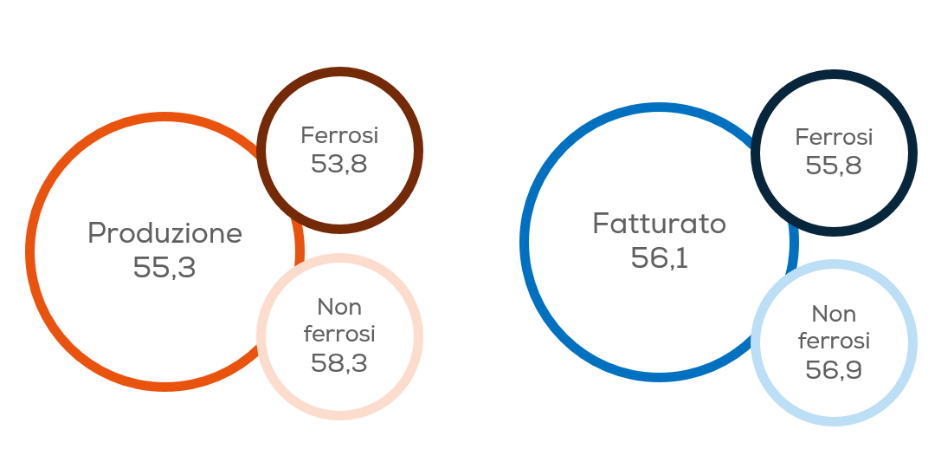 Produzione
55,3
Ferrosi
53,8
Non
ferrosi
58,3
Fatturato
56,1
Ferrosi
55,8
Non
ferrosi
56,9